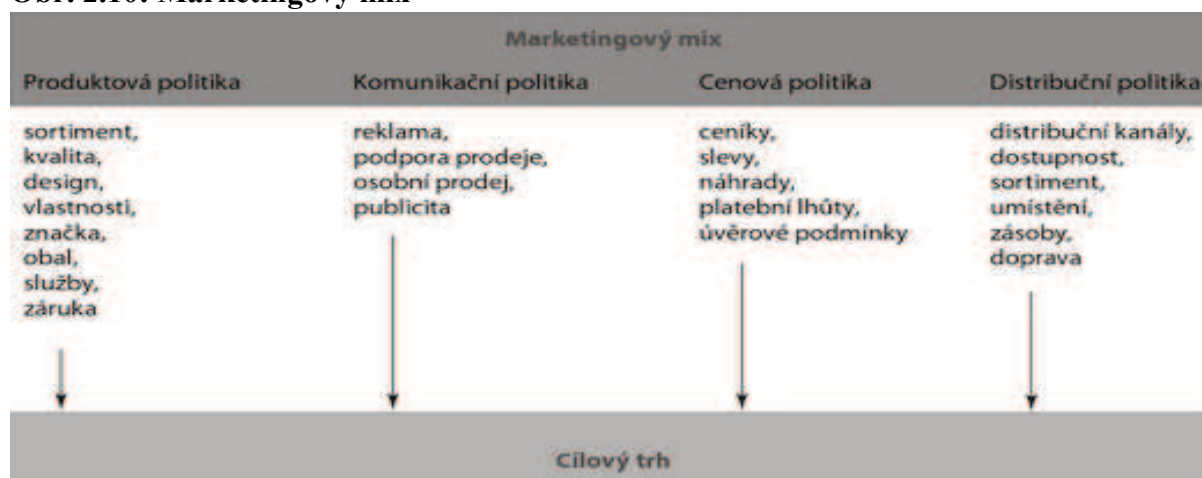 Obr. 2.10: Marketingový mix
Marketingový mix
Produktová politika
Komunikační politika
Cenová politika
Distribuční politika
sortiment,
kvalita,
design,
vlastnosti,
značka,
obal,
služby,
záruka
reklama,
podpora prodeje,
osobní prodej,
publicita
ceníky,
slevy,
náhrady,
platební lhůty,
úvěrové podmínky
distribuční kanály,
dostupnost,
sortiment,
umístění,
zásoby,
doprava
Cílový trh